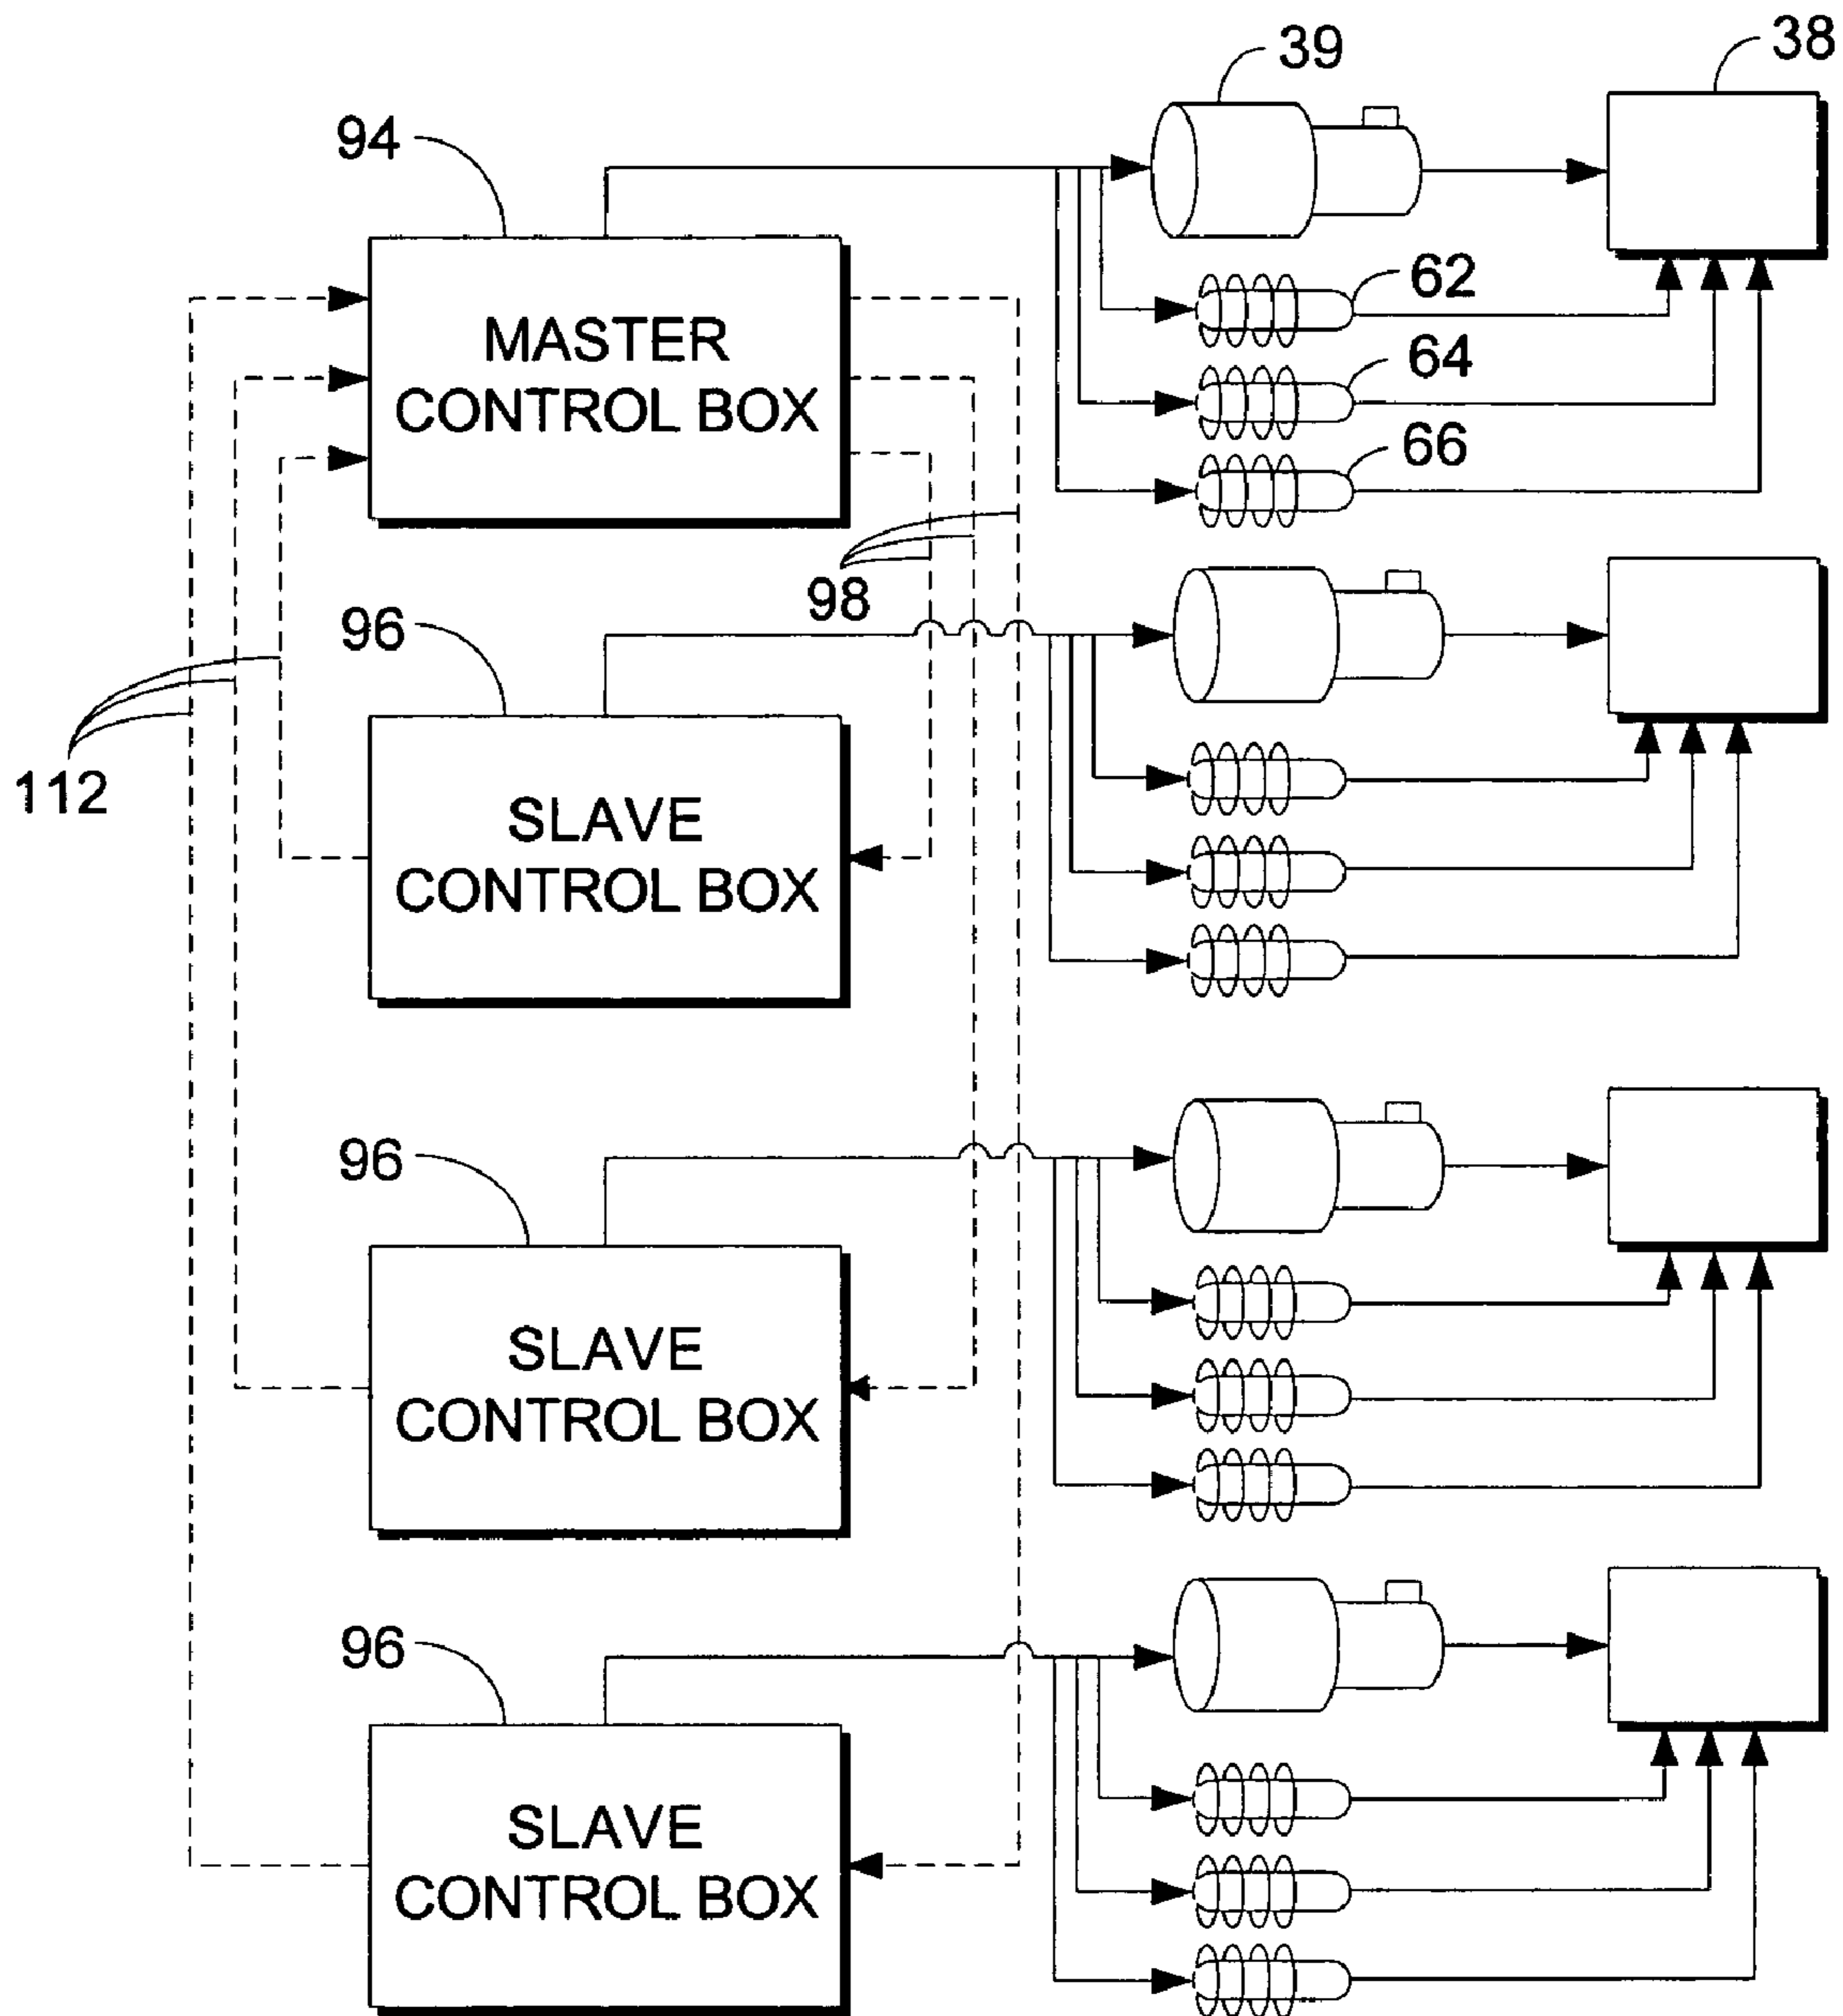 39
38
94
62
MASTER
CONTROL BOX
64
66
98
96
112
SLAVE
CONTROL BOX
96
SLAVE
CONTROL BOX
96
SLAVE
CONTROL BOX